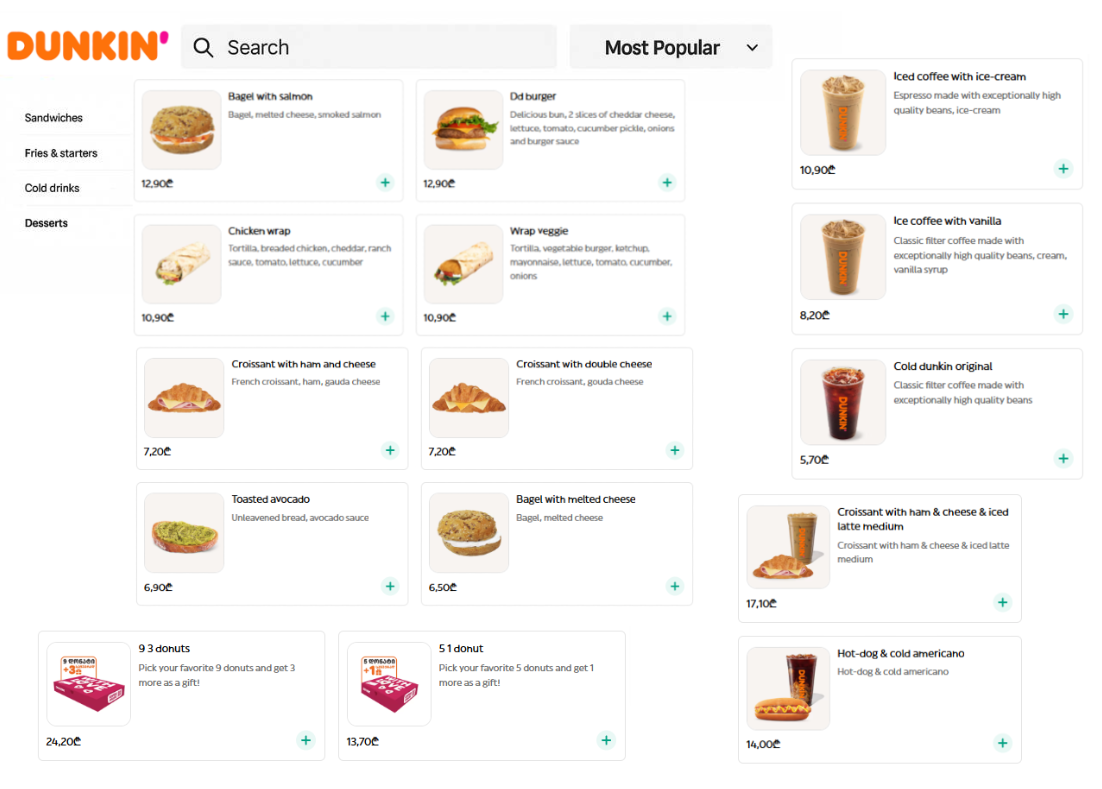 DUNKIN'
Search
Most Popular
Sandwiches
Fries & starters
Cold drinks
Desserts
Bagel with salmon
Bagel, melted cheese, smoked salmon
12,90₾
Dd burger
Delicious bun, 2 slices of cheddar cheese,
lettuce, tomato, cucumber pickle, onions
and burger sauce
12,90₾
Chicken wrap
Tortilla, breaded chicken, cheddar, ranch
sauce, tomato, lettuce, cucumber
10,90₾
Wrap veggie
Tortilla, vegetable burger, ketchup,
mayonnaise, lettuce, tomato, cucumber,
onions
10,90₾
Croissant with ham and cheese
French croissant, ham, gauda cheese
7,20₾
Croissant with double cheese
French croissant, gouda cheese
7,20₾
Toasted avocado
Unleavened bread, avocado sauce
6,90₾
Bagel with melted cheese
Bagel, melted cheese
6,50₾
Iced coffee with ice-cream
Espresso made with exceptionally high
quality beans, ice-cream
DUNKIN'
10,90₾
Ice coffee with vanilla
Classic filter coffee made with
exceptionally high quality beans, cream,
vanilla syrup
DUNKIN'
8,20₾
Cold dunkin original
Classic filter coffee made with
exceptionally high quality beans
DUNKIN'
5,70₾
Croissant with ham & cheese & iced
latte medium
Croissant with ham & cheese & iced latte
medium
DUNKIN'
17,10₾
Hot-dog & cold americano
Hot-dog & cold americano
DUNKIN'
14,00₾
9 3 donuts
Pick your favorite 9 donuts and get 3
more as a gift!
9 დონატი
+3
24,20₾
5 1 donut
Pick your favorite 5 donuts and get 1
more as a gift!
5 დონატი
+1
13,70₾